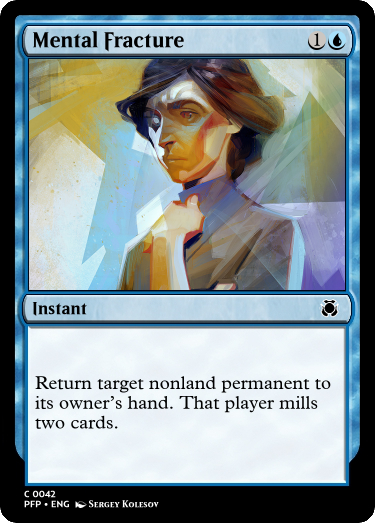 Mental Fracture 1
Instant
Return target nonland permanent to
its owner's hand. That player mills
two cards.
C 0042
PFP • ENG Sergey Kolesov